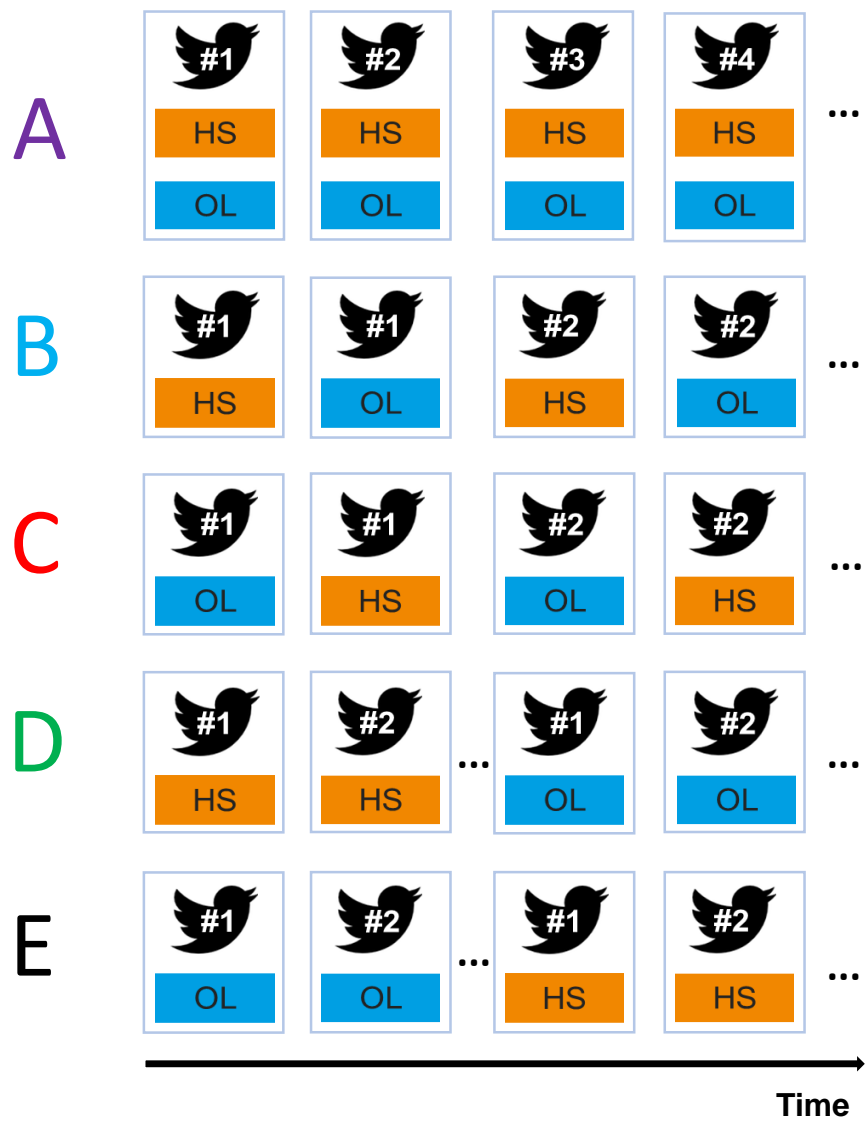 A
#1 #2 #3 #4
HS HS HS HS ...
OL OL OL OL
B
#1 #1 #2 #2
HS OL HS OL ...
C
#1 #1 #2 #2
OL HS OL HS ...
D
#1 #2 ... #1 #2
HS HS OL OL ...
E
#1 #2 ... #1 #2
OL OL HS HS ...
Time